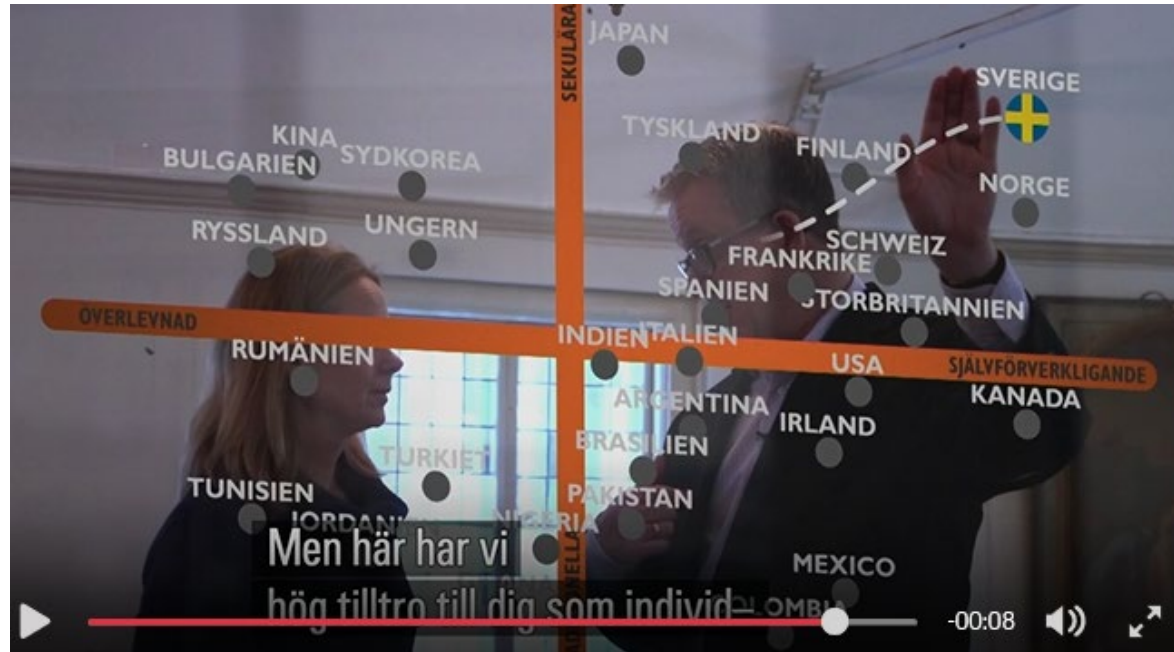 JAPAN
SEKULÄRA
SVERIGE
TYSKLAND
KINA
SYDKOREA
BULGARIEN
FINLAND
NORGE
RYSSLAND
UNGERN
SCHWEIZ
FRANKRIKE
SPANIEN
STORBRITANNIEN
ÖVERLEVNAD
INDIEN
ITALIEN
RUMÄNIEN
USA
SJÄLVFÖRVERKLIGANDE
KANADA
ARGENTINA
IRLAND
BRASILIEN
TURKIET
TUNISIEN
PAKISTAN
NIGERIA
Men här har vi
hög tilltro till dig som individ–
MEXICO
-00:08